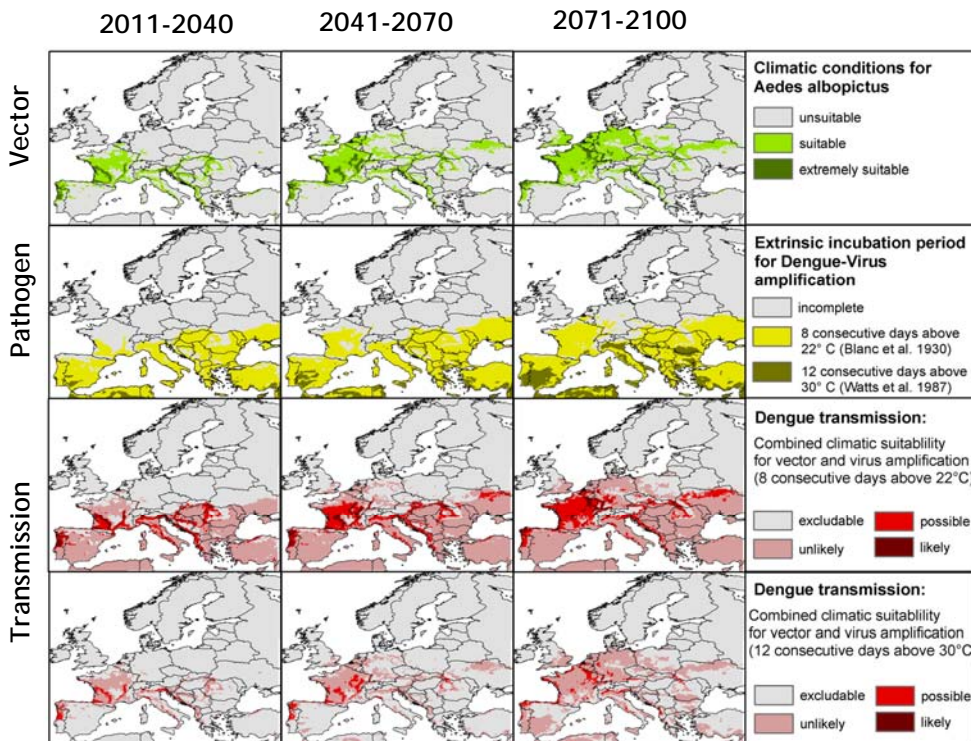 2011-2040
2041-2070
2071-2100
Vector
Climatic conditions for
Aedes albopictus
unsuitable
suitable
extremely suitable
Pathogen
Extrinsic incubation period
for Dengue-Virus
amplification
incomplete
8 consecutive days above
22° C (Blanc et al. 1930)
12 consecutive days above
30° C (Watts et al. 1987)
Transmission
Dengue transmission:
Combined climatic suitablility
for vector and virus amplification
(8 consecutive days above 22°C)
excludable
possible
unlikely
likely
Dengue transmission:
Combined climatic suitablility
for vector and virus amplification
(12 consecutive days above 30°C
excludable
possible
unlikely
likely